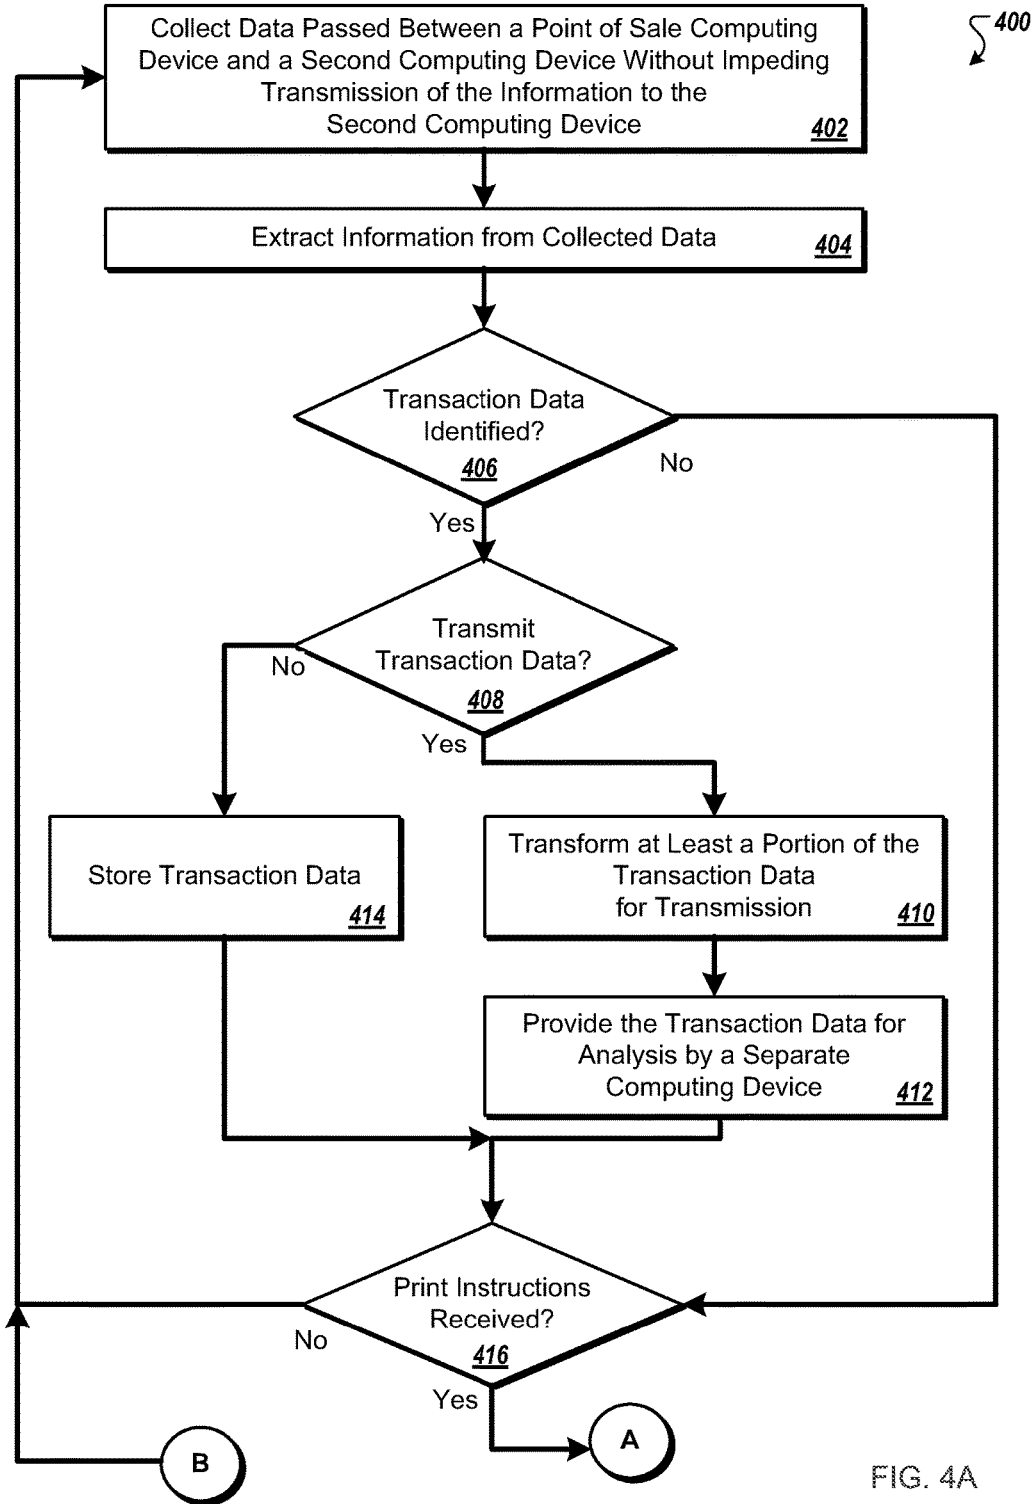 400
Collect Data Passed Between a Point of Sale Computing
Device and a Second Computing Device Without Impeding
Transmission of the Information to the
Second Computing Device
402
Extract Information from Collected Data
404
Transaction Data
Identified?
406
No
Yes
Transmit
Transaction Data?
408
No
Yes
Store Transaction Data
414
Transform at Least a Portion of the
Transaction Data
for Transmission
410
Provide the Transaction Data for
Analysis by a Separate
Computing Device
412
Print Instructions
Received?
416
No
Yes
A
B
FIG. 4A